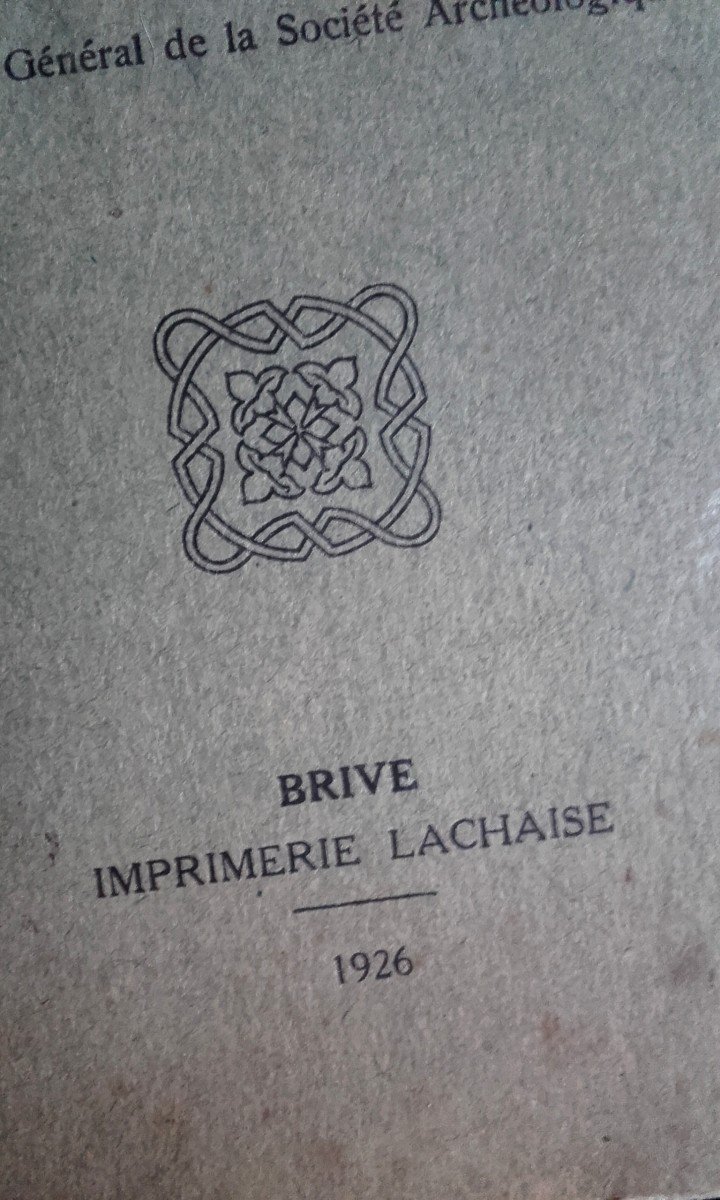 Général de la Société
BRIVE
IMPRIMERIE LACHAISE
1926